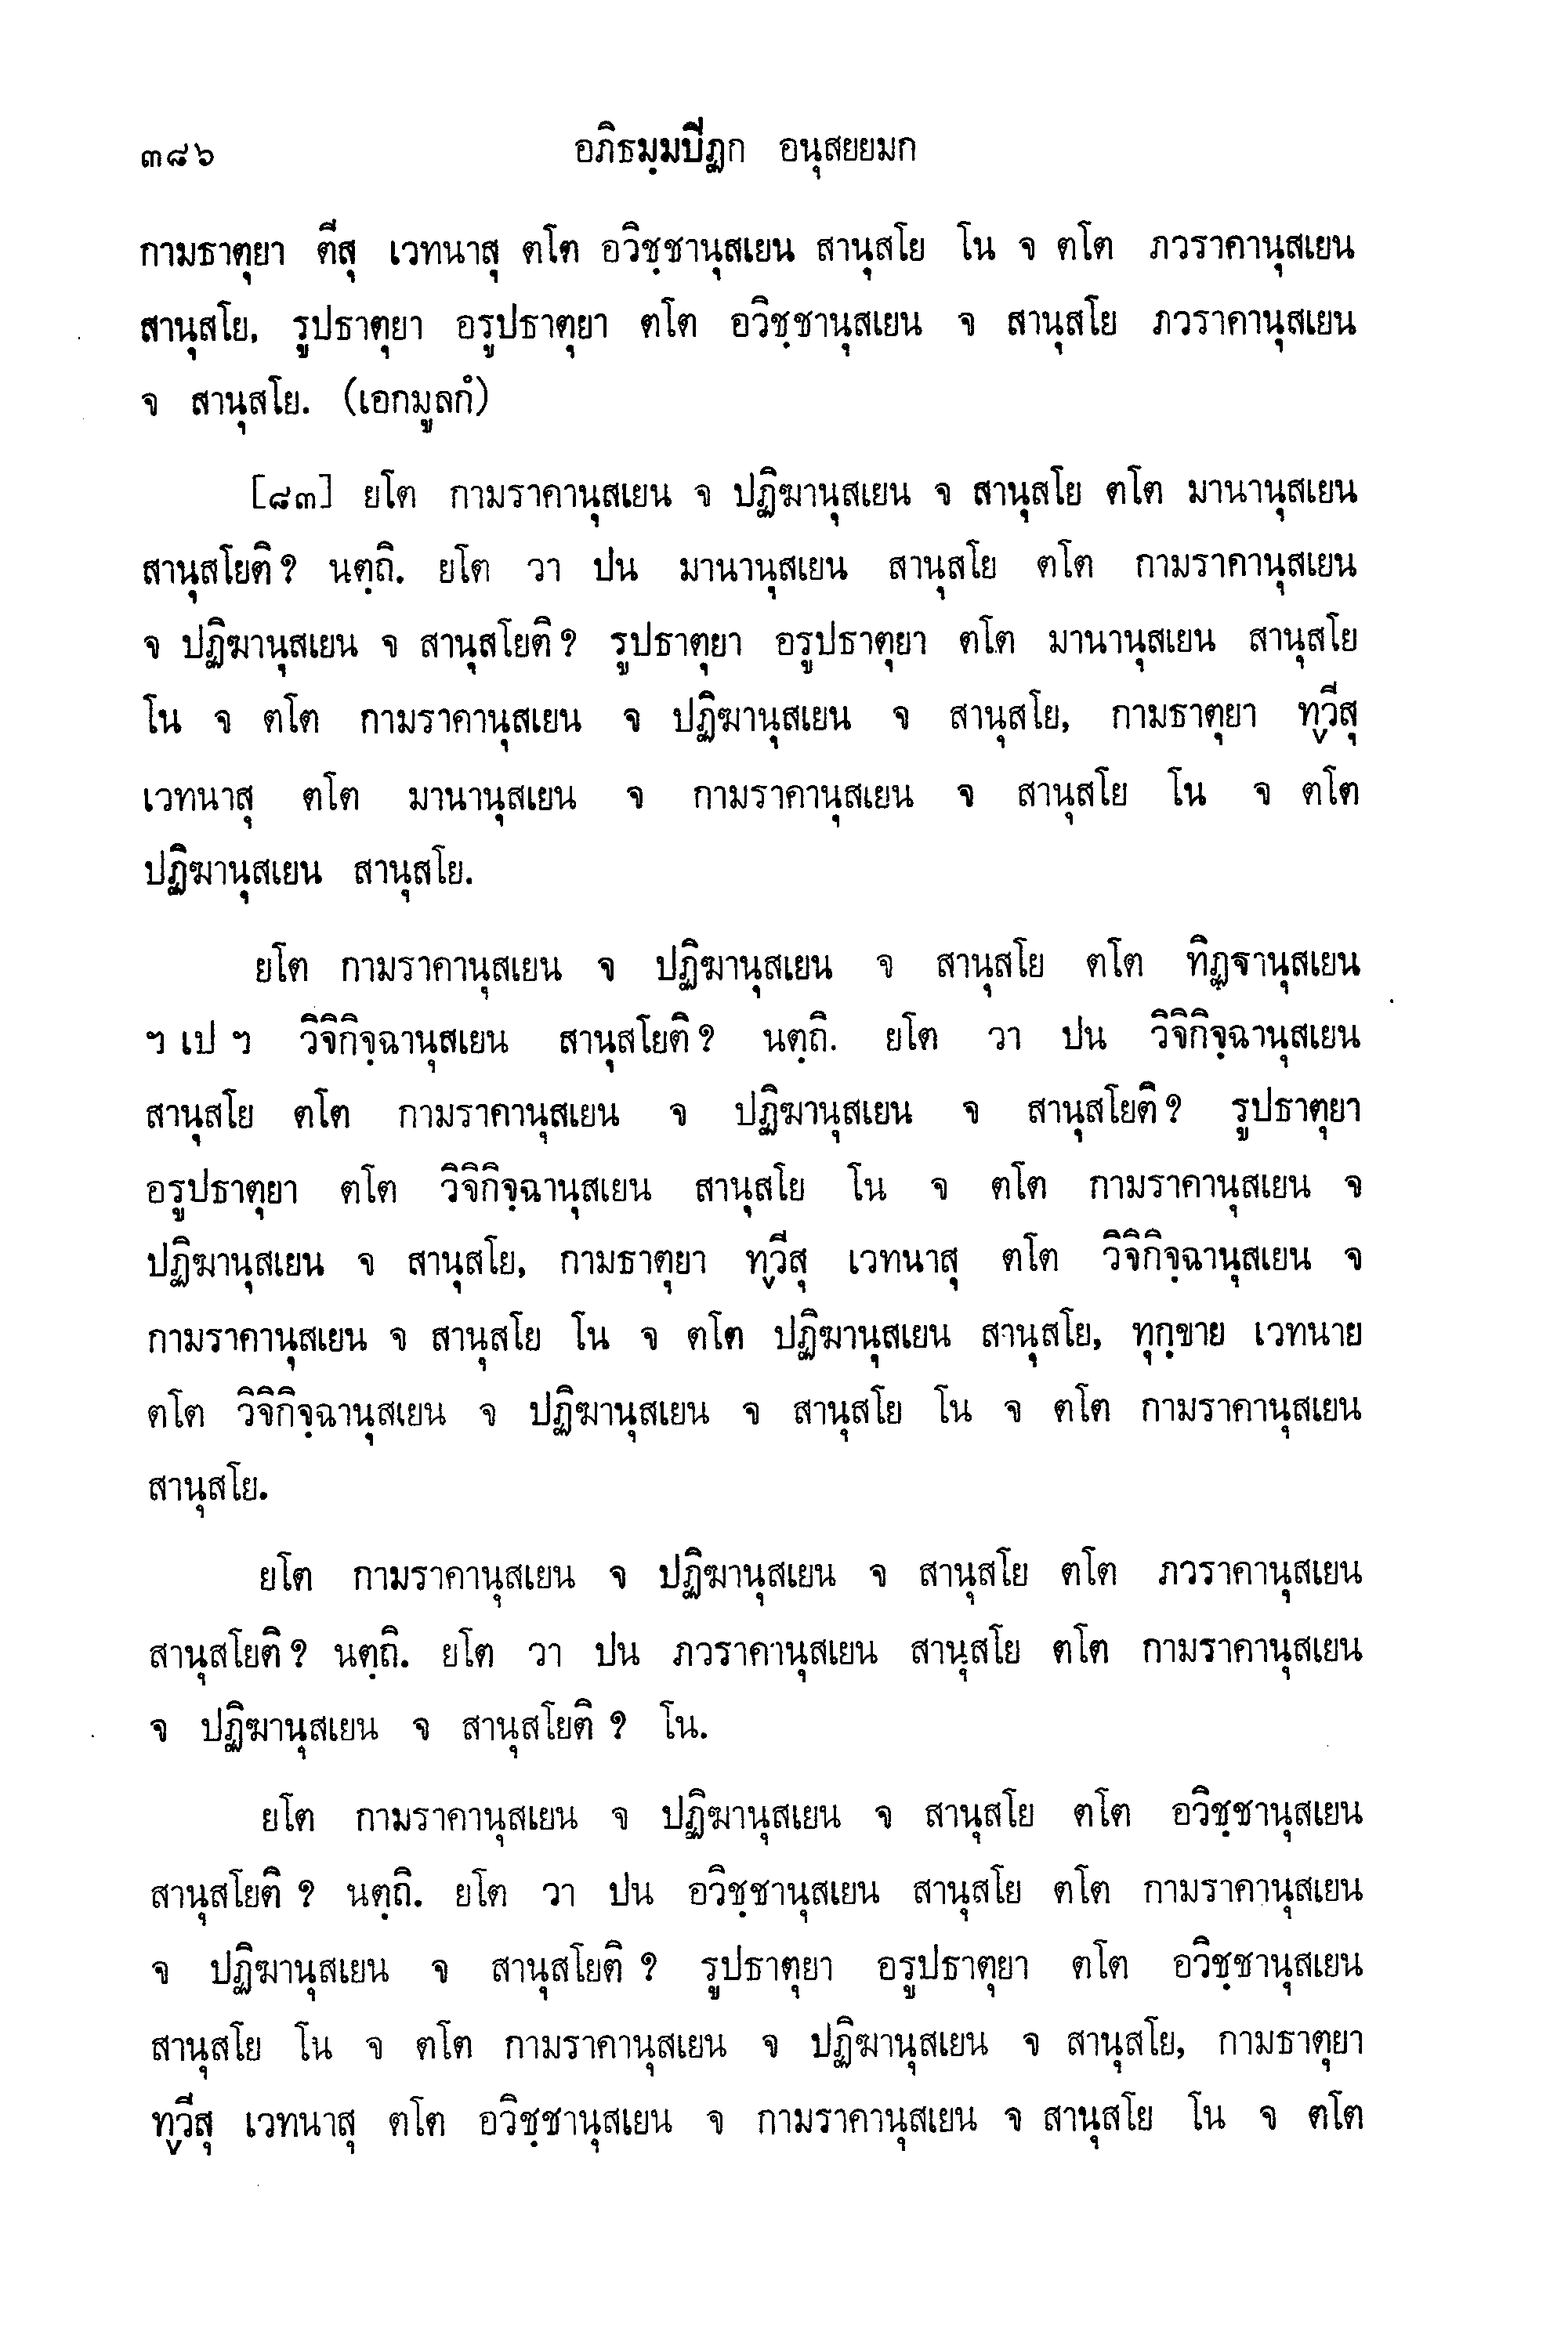 ๓๘๖ อภิธมฺมปีฏก อนุสยยมก
กามธาตุยา ตีสุ เวทนาสุ ตโต อวิชฺชานุสเยน สานุสโย โน จ ตโต ภวราคานุสเยน
สานุสโย, รูปธาตุยา อรูปธาตุยา ตโต อวิชฺชานุสเยน จ สานุสโย ภวราคานุสเยน
จ สานุสโย. (เอกมูลกํ)
[๘๓] ยโต กามราคานุสเยน จ ปฏิฆานุสเยน จ สานุสโย ตโต มานานุสเยน
สานุสโยติ ? นตฺถิ. ยโต วา ปน มานานุสเยน สานุสโย ตโต กามราคานุสเยน
จ ปฏิฆานุสเยน จ สานุสโยติ ? รูปธาตุยา อรูปธาตุยา ตโต มานานุสเยน สานุสโย
โน จ ตโต กามราคานุสเยน จ ปฏิฆานุสเยน จ สานุสโย, กามธาตุยา ทฺวีสุ
เวทนาสุ ตโต มานานุสเยน จ กามราคานุสเยน จ สานุสโย โน จ ตโต
ปฏิฆานุสเยน สานุสโย.
ยโต กามราคานุสเยน จ ปฏิฆานุสเยน จ สานุสโย ตโต ทิฏฺฐานุสเยน
ฯ เป ฯ วิจิกิจฺฉานุสเยน สานุสโยติ ? นตฺถิ. ยโต วา ปน วิจิกิจฺฉานุสเยน
สานุสโย ตโต กามราคานุสเยน จ ปฏิฆานุสเยน จ สานุสโยติ ? รูปธาตุยา
อรูปธาตุยา ตโต วิจิกิจฺฉานุสเยน สานุสโย โน จ ตโต กามราคานุสเยน จ
ปฏิฆานุสเยน จ สานุสโย, กามธาตุยา ทฺวีสุ เวทนาสุ ตโต วิจิกิจฺฉานุสเยน จ
กามราคานุสเยน จ สานุสโย โน จ ตโต ปฏิฆานุสเยน สานุสโย, ทุกฺขาย เวทนาย
ตโต วิจิกิจฺฉานุสเยน จ ปฏิฆานุสเยน จ สานุสโย โน จ ตโต กามราคานุสเยน
สานุสโย.
ยโต กามราคานุสเยน จ ปฏิฆานุสเยน จ สานุสโย ตโต ภวราคานุสเยน
สานุสโยติ ? นตฺถิ. ยโต วา ปน ภวราคานุสเยน สานุสโย ตโต กามราคานุสเยน
จ ปฏิฆานุสเยน จ สานุสโยติ ? โน.
ยโต กามราคานุสเยน จ ปฏิฆานุสเยน จ สานุสโย ตโต อวิชฺชานุสเยน
สานุสโยติ ? นตฺถิ. ยโต วา ปน อวิชฺชานุสเยน สานุสโย ตโต กามราคานุสเยน
จ ปฏิฆานุสเยน จ สานุสโยติ ? รูปธาตุยา อรูปธาตุยา ตโต อวิชฺชานุสเยน
สานุสโย โน จ ตโต กามราคานุสเยน จ ปฏิฆานุสเยน จ สานุสโย, กามธาตุยา
ทฺวีสุ เวทนาสุ ตโต อวิชฺชานุสเยน จ กามราคานุสเยน จ สานุสโย โน จ ตโต